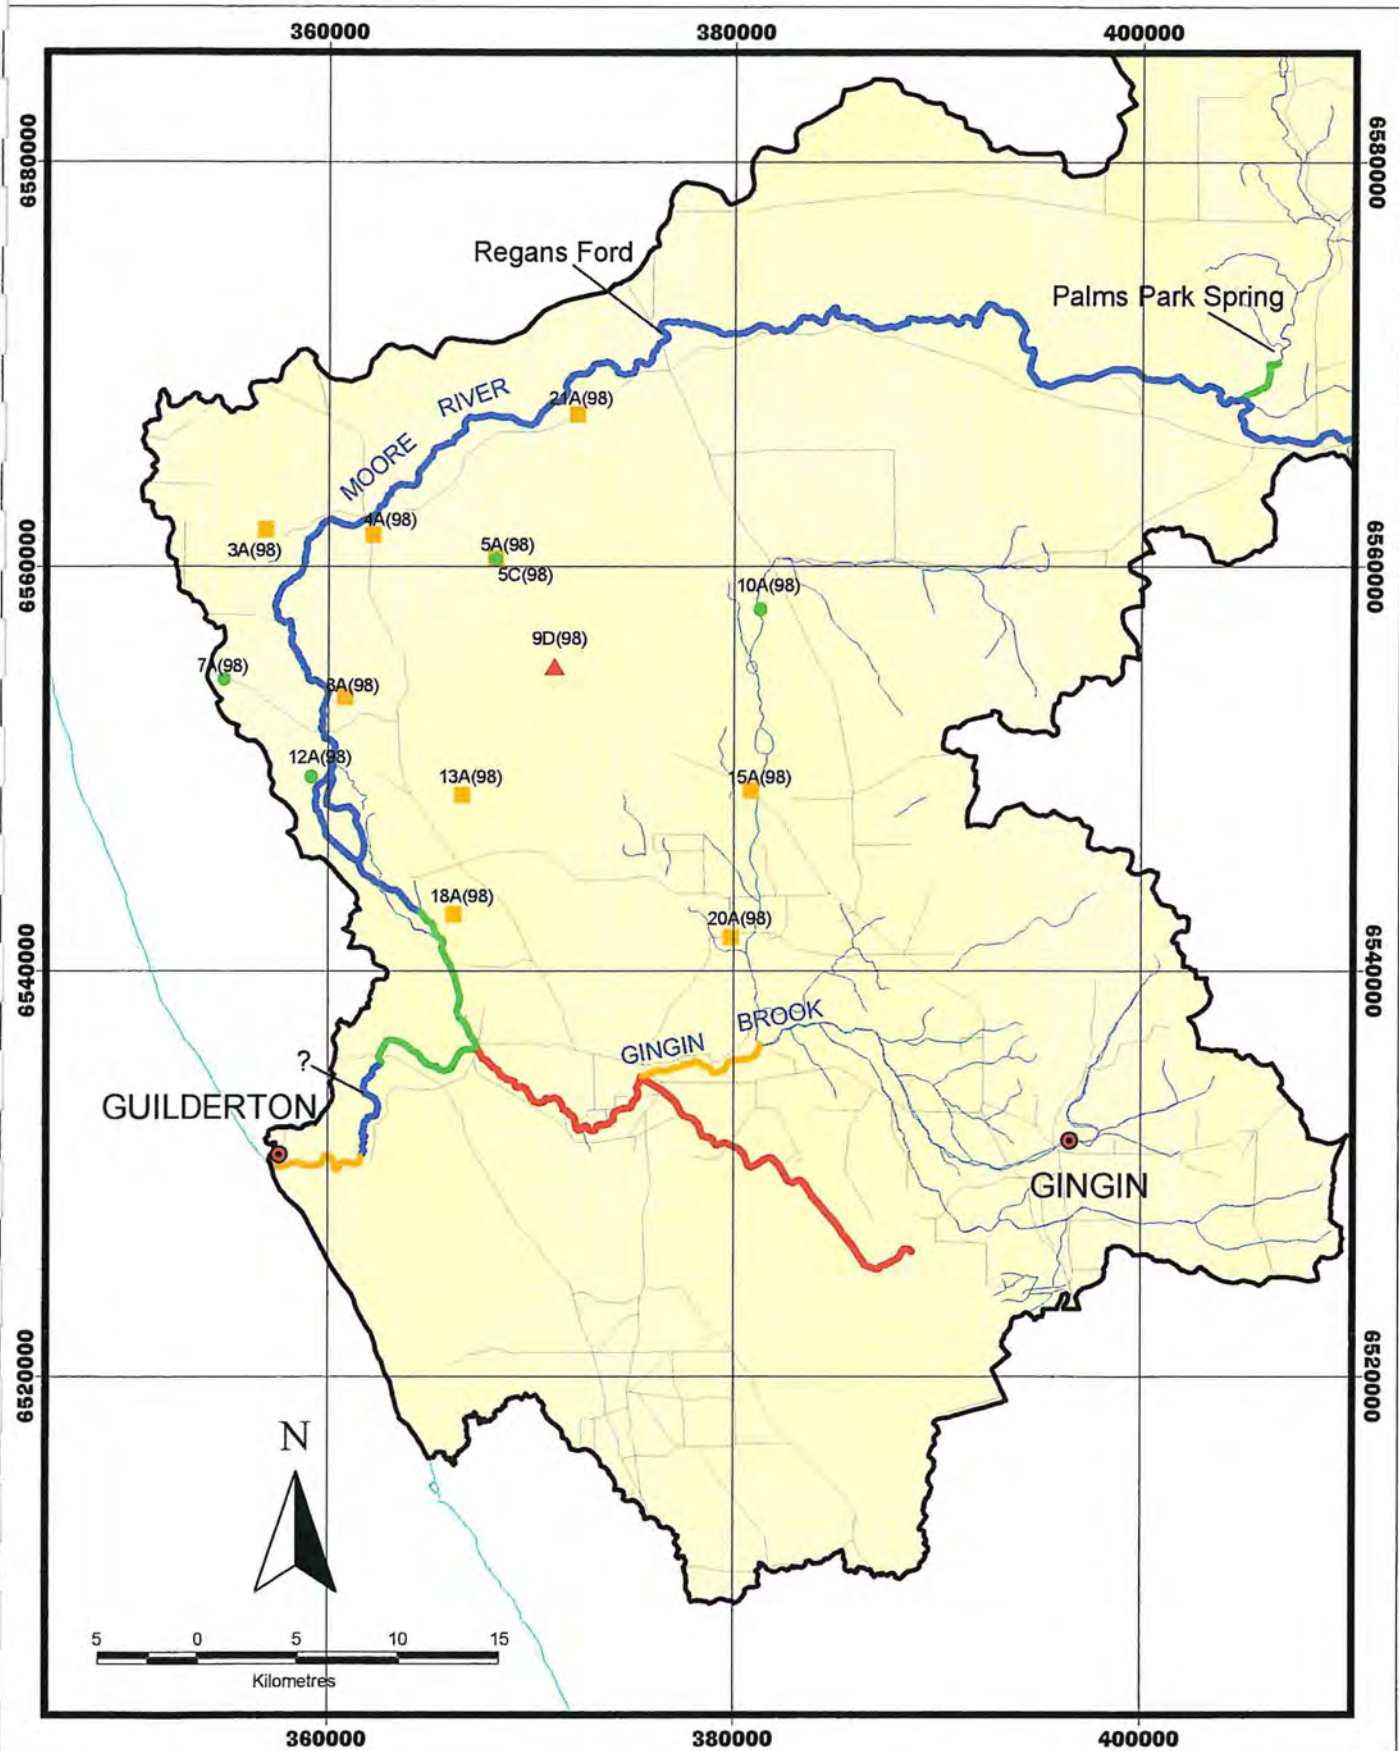 360000 380000 400000
6580000 6580000
Regans Ford
Palms Park Spring
MOORE RIVER
21A(98)
4A(98)
3A(98)
5A(98)
5C(98)
6560000 6560000
10A(98)
9D(98)
7A(98)
8A(98)
12A(98)
13A(98)
15A(98)
18A(98)
20A(98)
6540000 6540000
GINGIN BROOK
?
GUILDERTON
GINGIN
6520000 6520000
N
5 0 5 10 15
Kilometres
360000 380000 400000